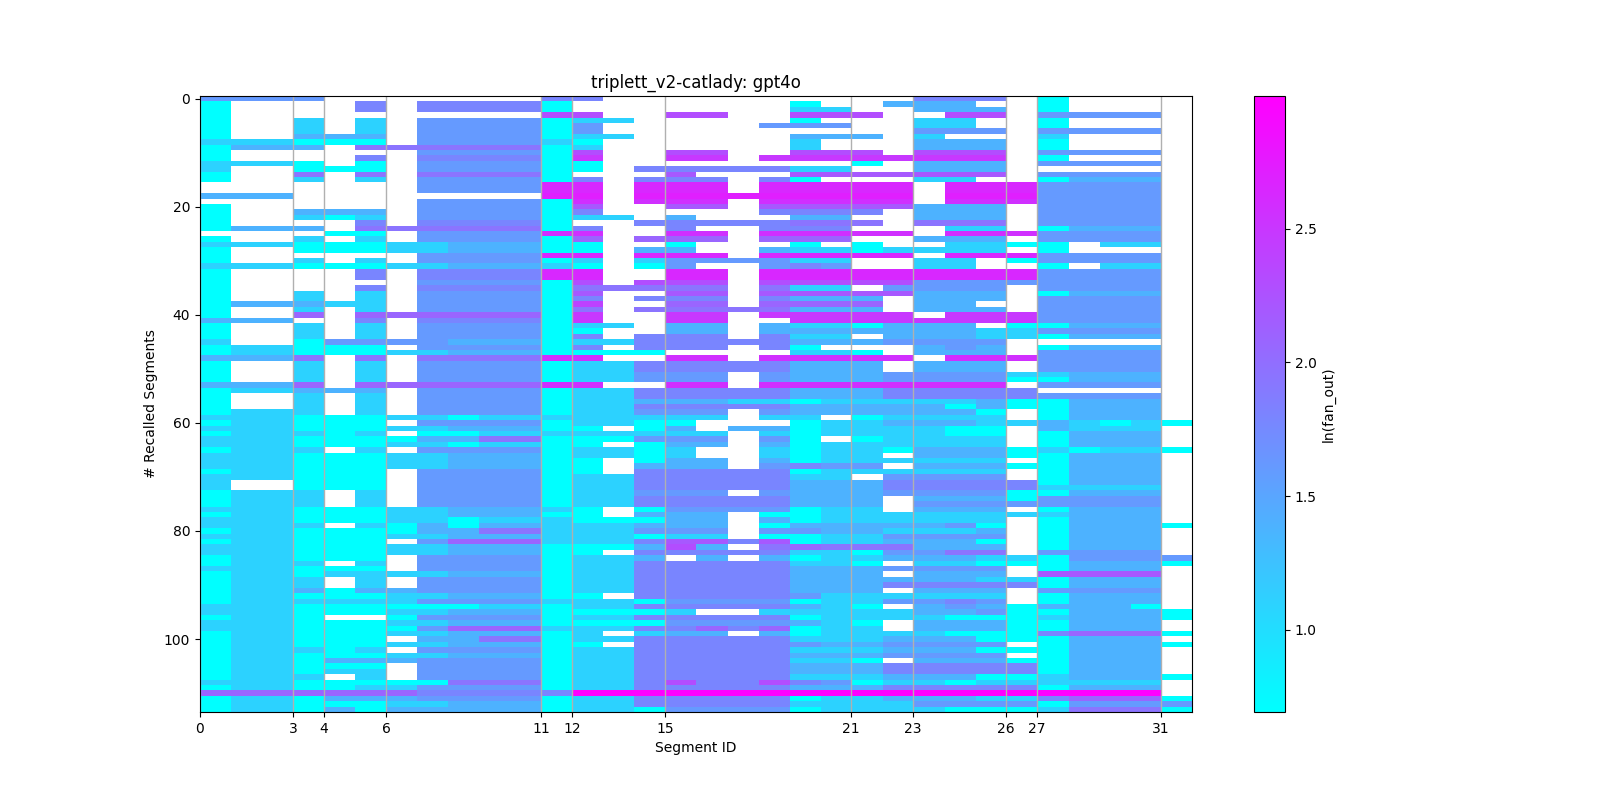 triplett_v2-catlady: gpt4o
0
20
40
60
80
100
# Recalled Segments
0 3 4 6 11 12 15 21 23 26 27 31
Segment ID
2.5
2.0
1.5
1.0
ln(fan_out)